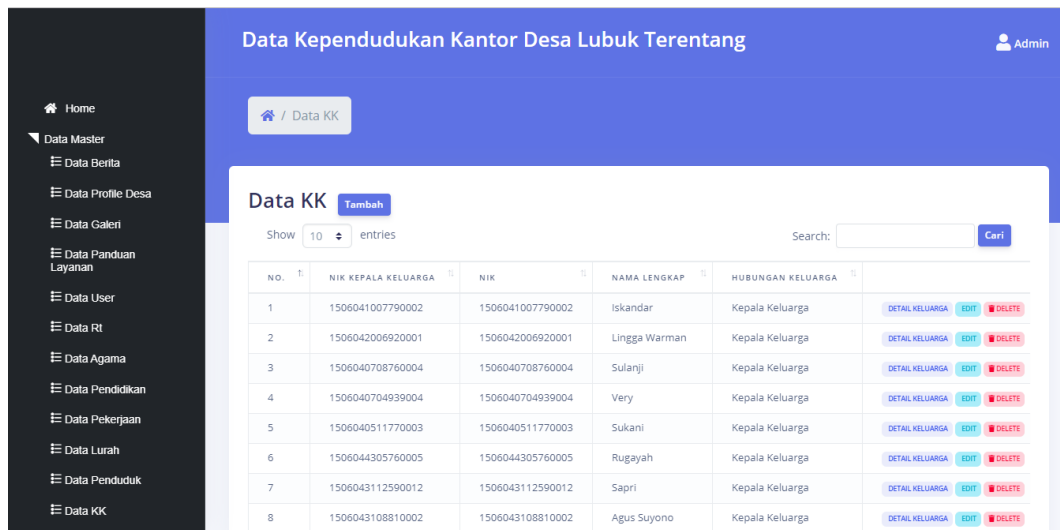 Data Kependudukan Kantor Desa Lubuk Terentang
Admin
Home
Data Master
Data Berita
Data Profile Desa
Data Galeri
Data Panduan
Layanan
Data User
Data Rt
Data Agama
Data Pendidikan
Data Pekerjaan
Data Lurah
Data Penduduk
Data KK
/ Data KK
Data KK Tambah
Show 10 entries Search: Cari
NO. NIK KEPALA KELUARGA NIK NAMA LENGKAP HUBUNGAN KELUARGA
1 1506041007790002 1506041007790002 Iskandar Kepala Keluarga DETAIL KELUARGA EDIT DELETE
2 1506042006920001 1506042006920001 Lingga Warman Kepala Keluarga DETAIL KELUARGA EDIT DELETE
3 1506040708760004 1506040708760004 Sulanji Kepala Keluarga DETAIL KELUARGA EDIT DELETE
4 1506040704939004 1506040704939004 Very Kepala Keluarga DETAIL KELUARGA EDIT DELETE
5 1506040511770003 1506040511770003 Sukani Kepala Keluarga DETAIL KELUARGA EDIT DELETE
6 1506044305760005 1506044305760005 Rugayah Kepala Keluarga DETAIL KELUARGA EDIT DELETE
7 1506043112590012 1506043112590012 Sapri Kepala Keluarga DETAIL KELUARGA EDIT DELETE
8 1506043108810002 1506043108810002 Agus Suyono Kepala Keluarga DETAIL KELUARGA EDIT DELETE